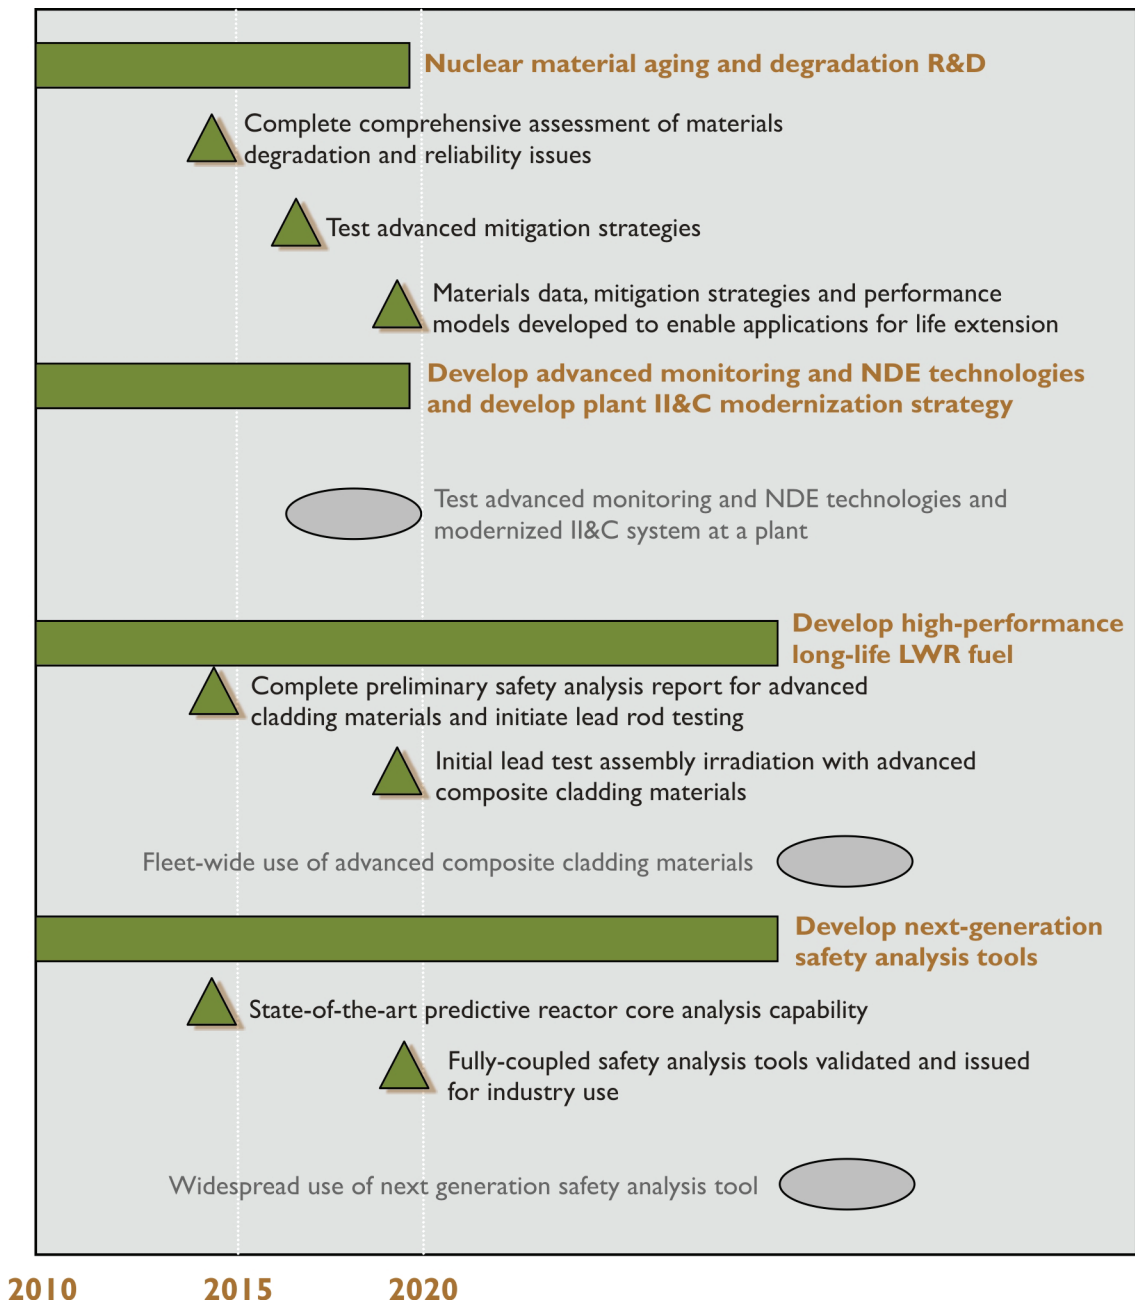 Nuclear material aging and degradation R&D
Complete comprehensive assessment of materials
degradation and reliability issues
Test advanced mitigation strategies
Materials data, mitigation strategies and performance
models developed to enable applications for life extension
Develop advanced monitoring and NDE technologies
and develop plant II&C modernization strategy
Test advanced monitoring and NDE technologies and
modernized II&C system at a plant
Develop high-performance
long-life LWR fuel
Complete preliminary safety analysis report for advanced
cladding materials and initiate lead rod testing
Initial lead test assembly irradiation with advanced
composite cladding materials
Fleet-wide use of advanced composite cladding materials
Develop next-generation
safety analysis tools
State-of-the-art predictive reactor core analysis capability
Fully-coupled safety analysis tools validated and issued
for industry use
Widespread use of next generation safety analysis tool
2010 2015 2020